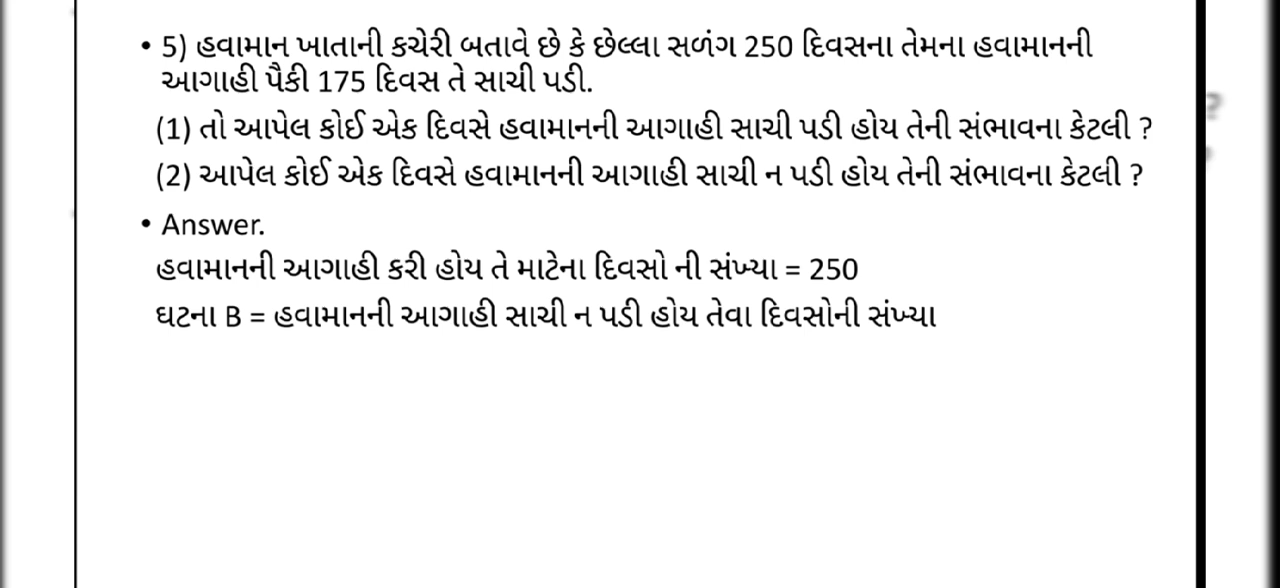 • 5) હવામાન ખાતાની કચેરી બતાવે છે કે છેલ્લા સળંગ 250 દિવસના તેમના હવામાનની
આગાહી પૈકી 175 દિવસ તે સાચી પડી.
(1) તો આપેલ કોઈ એક દિવસે હવામાનની આગાહી સાચી પડી હોય તેની સંભાવના કેટલી ?
(2) આપેલ કોઈ એક દિવસે હવામાનની આગાહી સાચી ન પડી હોય તેની સંભાવના કેટલી ?
• Answer.
હવામાનની આગાહી કરી હોય તે માટેના દિવસો ની સંખ્યા = 250
ઘટના B = હવામાનની આગાહી સાચી ન પડી હોય તેવા દિવસોની સંખ્યા